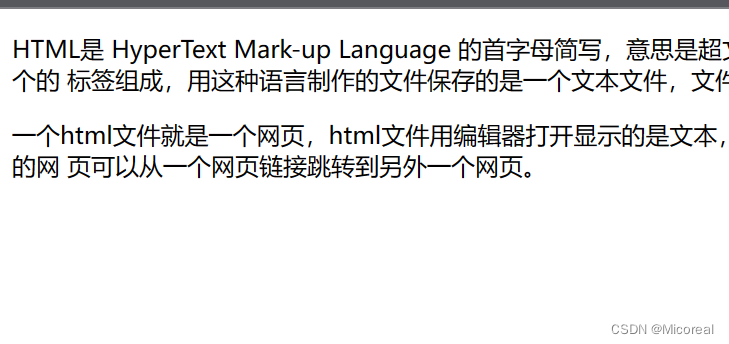 HTML是 HyperText Mark-up Language 的首字母简写，意思是超
个的 标签组成，用这种语言制作的文件保存的是一个文本文件，文件
一个html文件就是一个网页，html文件用编辑器打开显示的是文本，
的网 页可以从一个网页链接跳转到另外一个网页。
CSDN @Micoreal